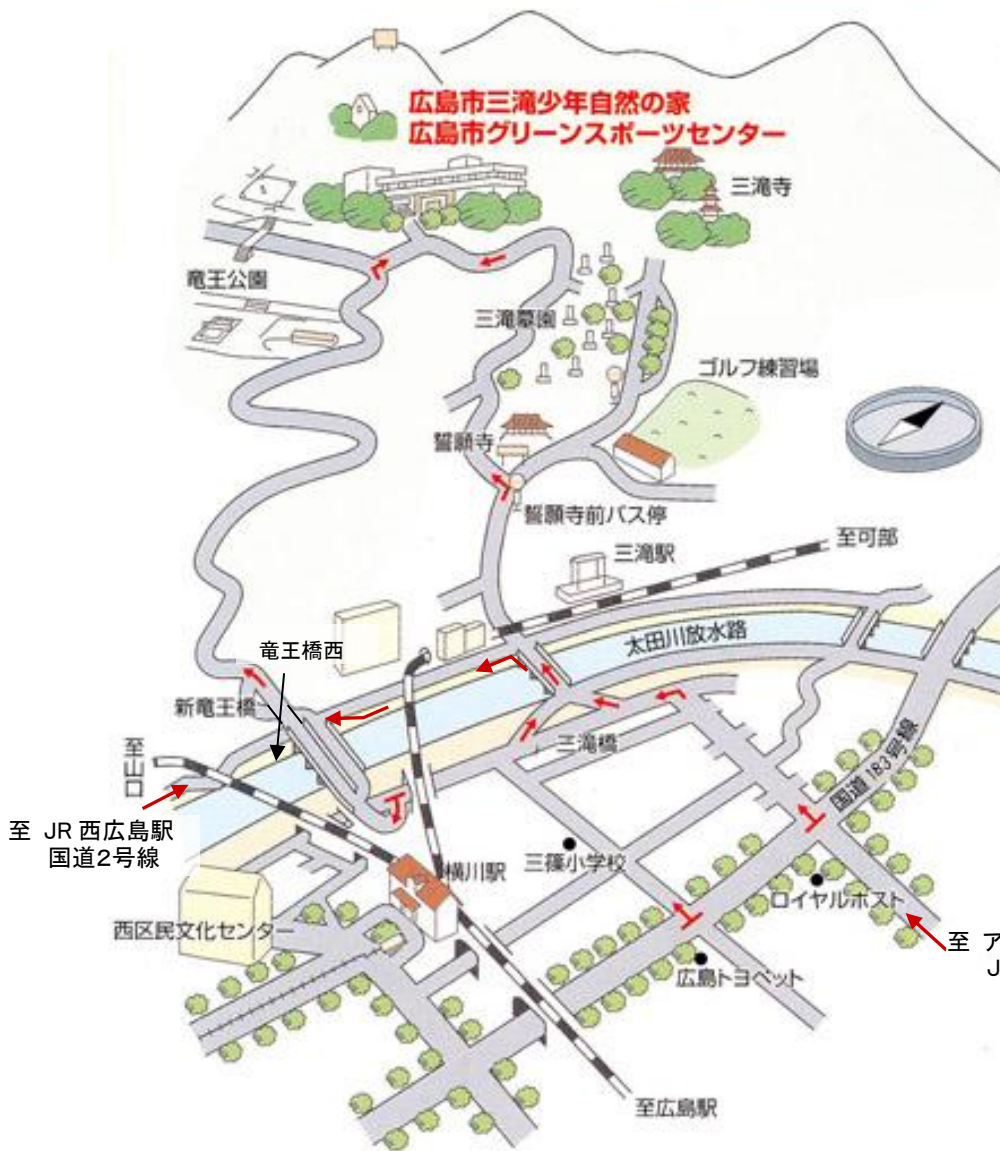 広島市三滝少年自然の家
広島市グリーンスポーツセンター
三滝寺
竜王公園
三滝墓園
ゴルフ練習場
誓願寺
誓願寺前バス停
三滝駅
至可部
太田川放水路
竜王橋西
新竜王橋
三滝橋
至山口
国道183号線
至 JR 西広島駅
国道2号線
横川駅
三篠小学校
ロイヤルホスト
西区民文化センター
至 ア
J
広島トヨペット
至広島駅